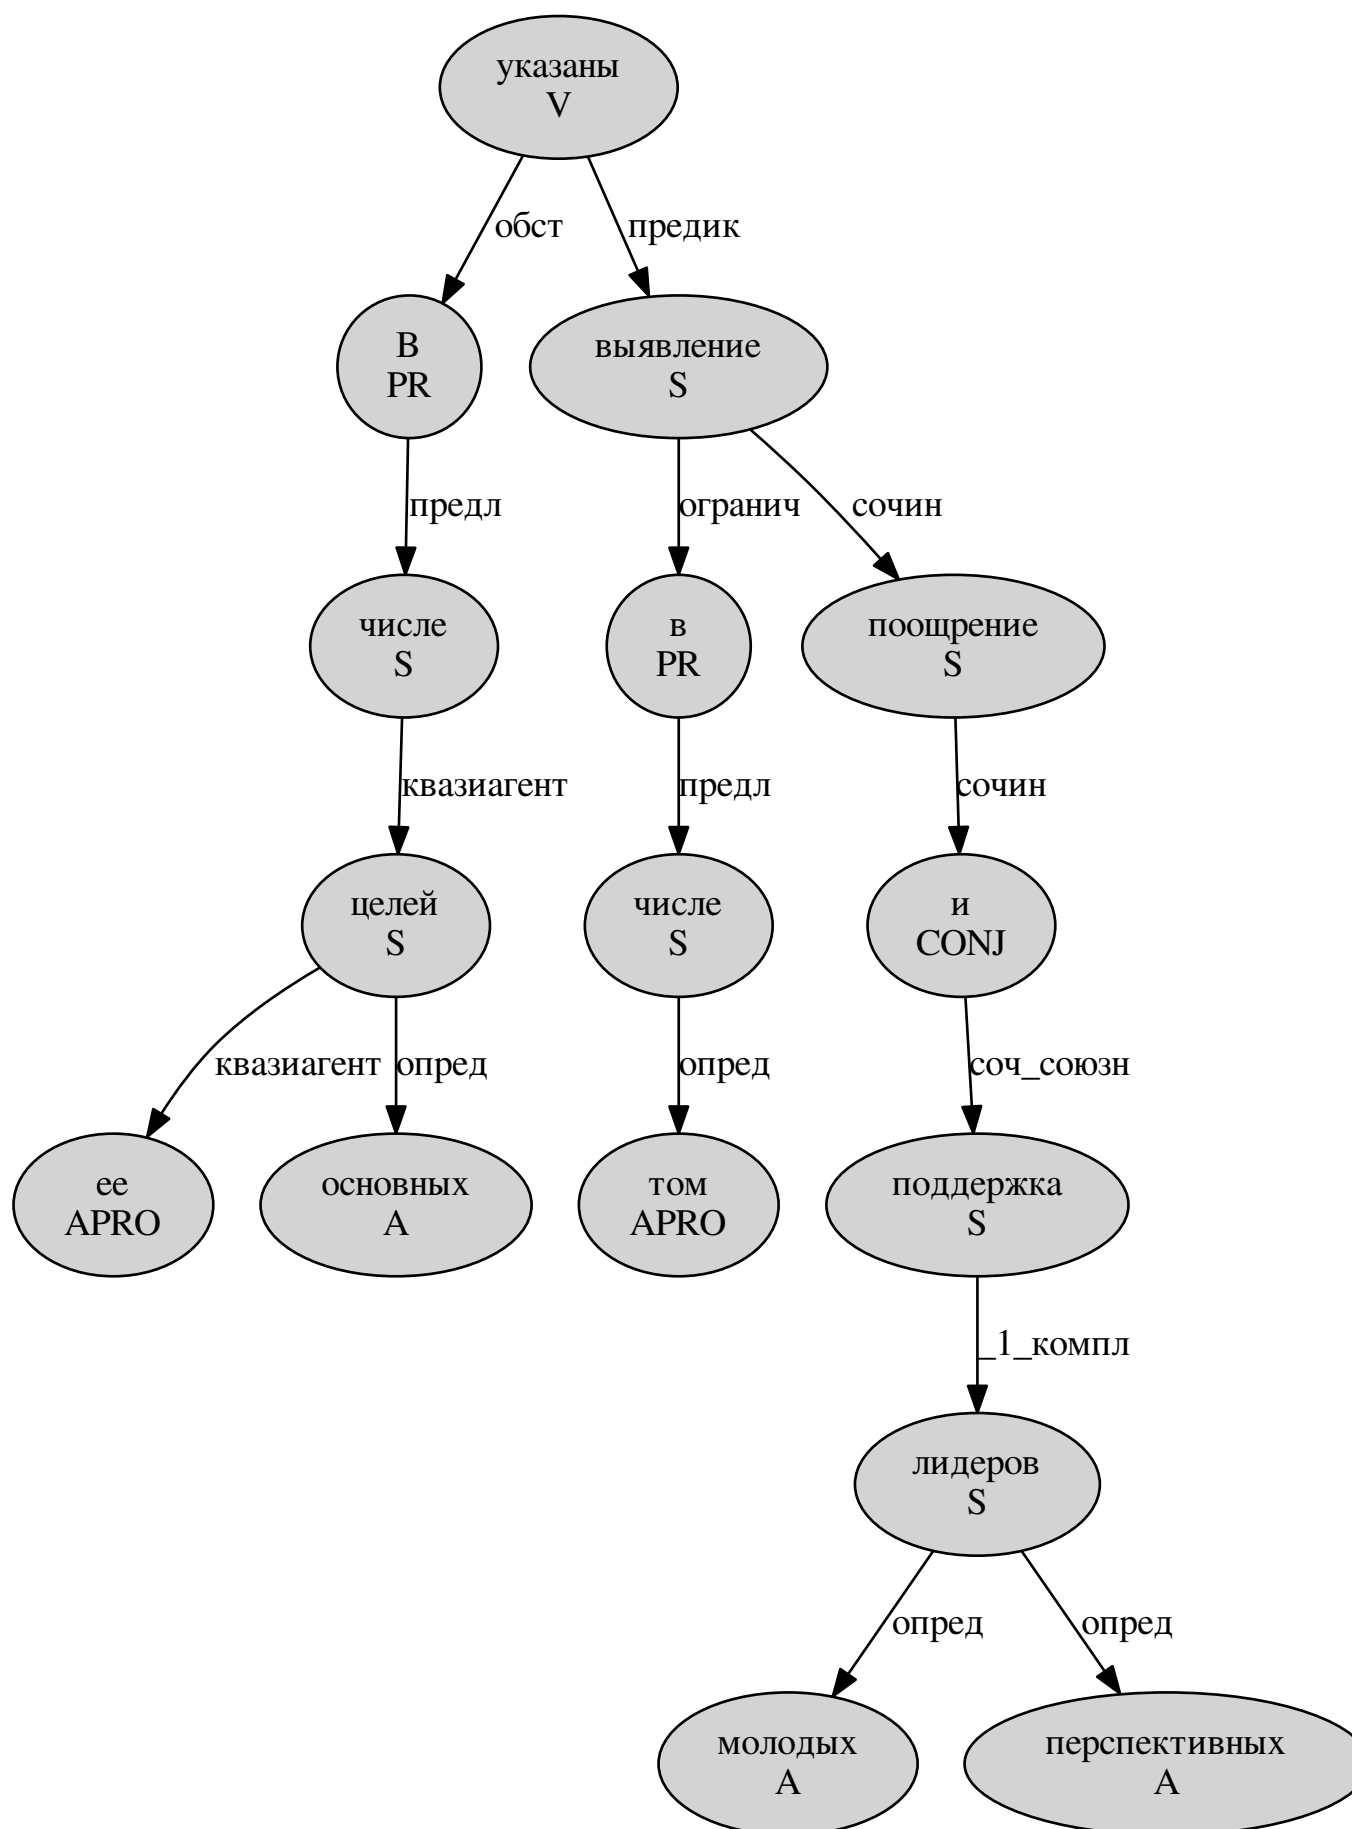 указаны
V
обст
предик
В
PR
выявление
S
предл
огранич
сочин
числе
S
в
PR
поощрение
S
квазиагент
предл
сочин
целей
S
числе
S
и
CONJ
квазиагент
опред
опред
соч_союзн
ее
APRO
основных
A
том
APRO
поддержка
S
_1_компл
лидеров
S
опред
опред
молодых
A
перспективных
A